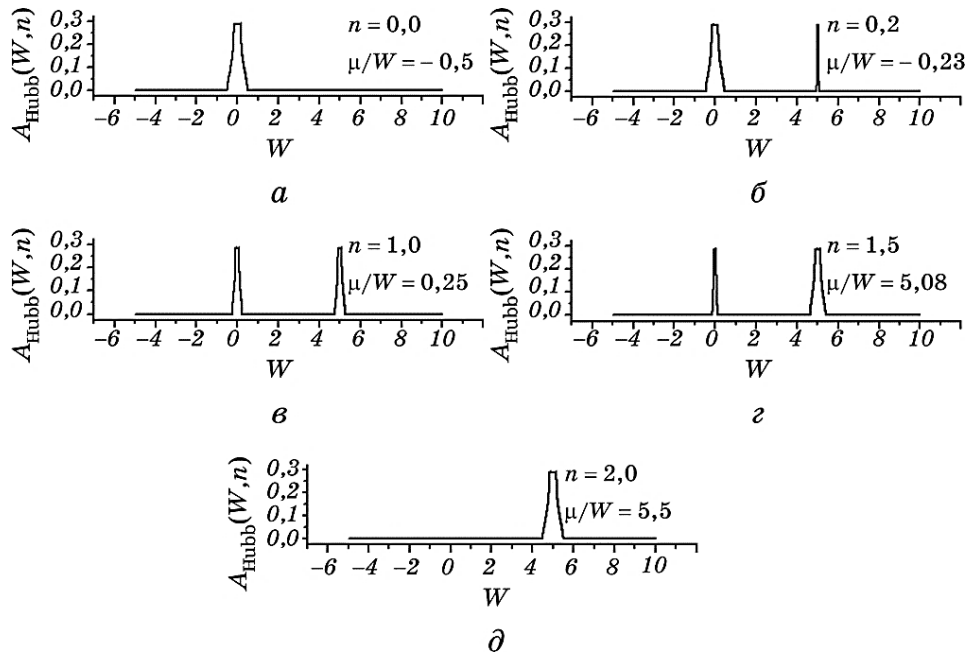 A_Hubb(W,n)
0,3
0,2
0,1
0,0
n = 0,0
μ/W = − 0,5
−6 −4 −2 0 2 4 6 8 10
W
а
A_Hubb(W,n)
0,3
0,2
0,1
0,0
n = 0,2
μ/W = − 0,23
−6 −4 −2 0 2 4 6 8 10
W
б
A_Hubb(W,n)
0,3
0,2
0,1
0,0
n = 1,0
μ/W = 0,25
−6 −4 −2 0 2 4 6 8 10
W
в
A_Hubb(W,n)
0,3
0,2
0,1
0,0
n = 1,5
μ/W = 5,08
−6 −4 −2 0 2 4 6 8 10
W
г
A_Hubb(W,n)
0,3
0,2
0,1
0,0
n = 2,0
μ/W = 5,5
−6 −4 −2 0 2 4 6 8 10
W
д